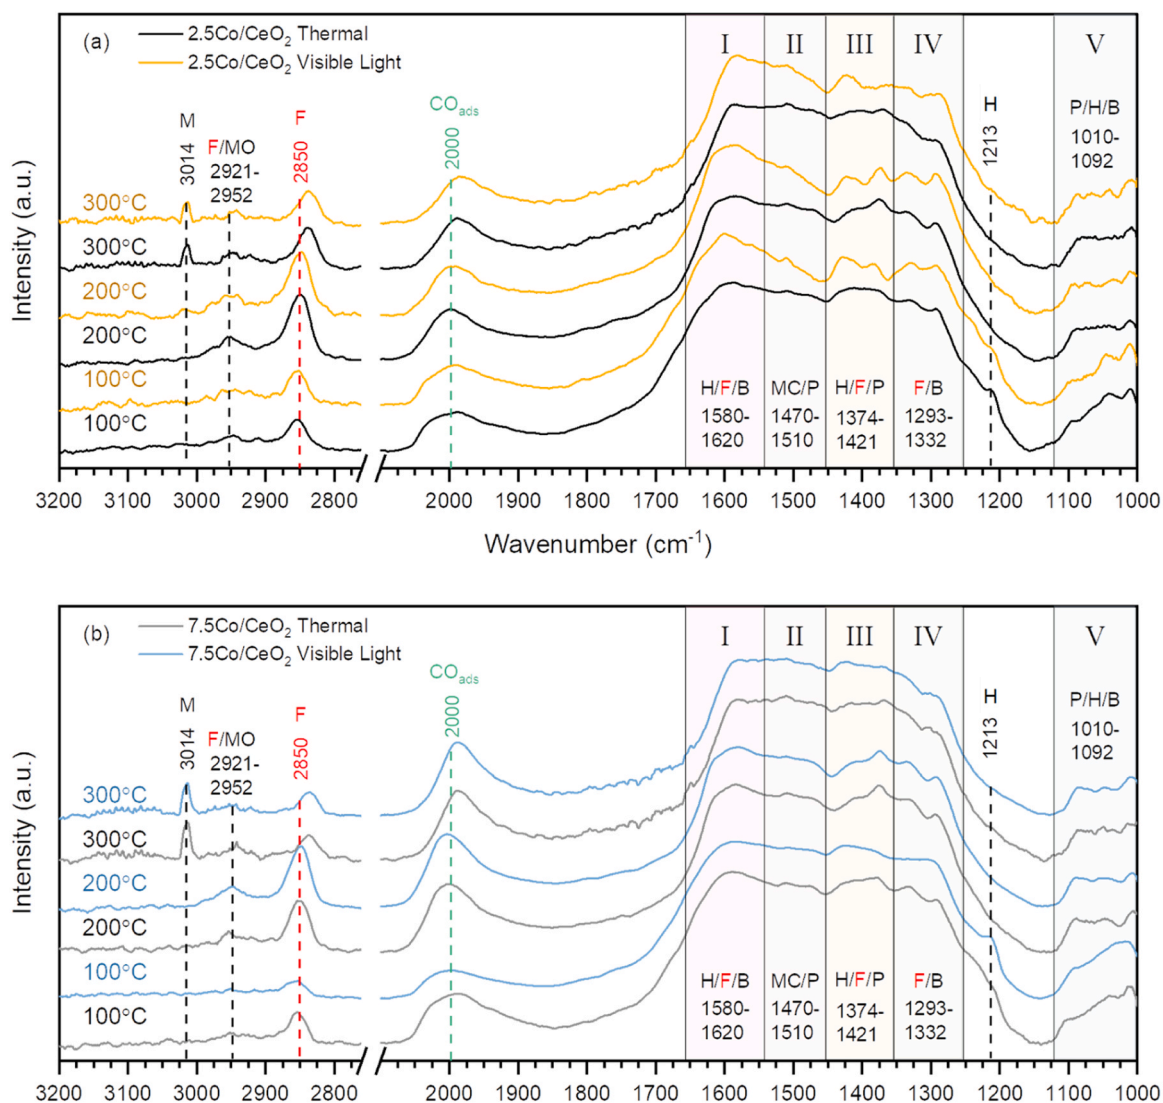 (a)
2.5Co/CeO2 Thermal
2.5Co/CeO2 Visible Light
I
II
III
IV
V
M
3014
F/MO
2921-
2952
F
2850
COads
2000
H
1213
P/H/B
1010-
1092
300°C
300°C
200°C
200°C
100°C
100°C
H/F/B
1580-
1620
MC/P
1470-
1510
H/F/P
1374-
1421
F/B
1293-
1332
Intensity (a.u.)
3200 3100 3000 2900 2800 2000 1900 1800 1700 1600 1500 1400 1300 1200 1100 1000
Wavenumber (cm-1)
(b)
7.5Co/CeO2 Thermal
7.5Co/CeO2 Visible Light
I
II
III
IV
V
M
3014
F/MO
2921-
2952
F
2850
COads
2000
H
1213
P/H/B
1010-
1092
300°C
300°C
200°C
200°C
100°C
100°C
H/F/B
1580-
1620
MC/P
1470-
1510
H/F/P
1374-
1421
F/B
1293-
1332
Intensity (a.u.)
3200 3100 3000 2900 2800 2000 1900 1800 1700 1600 1500 1400 1300 1200 1100 1000